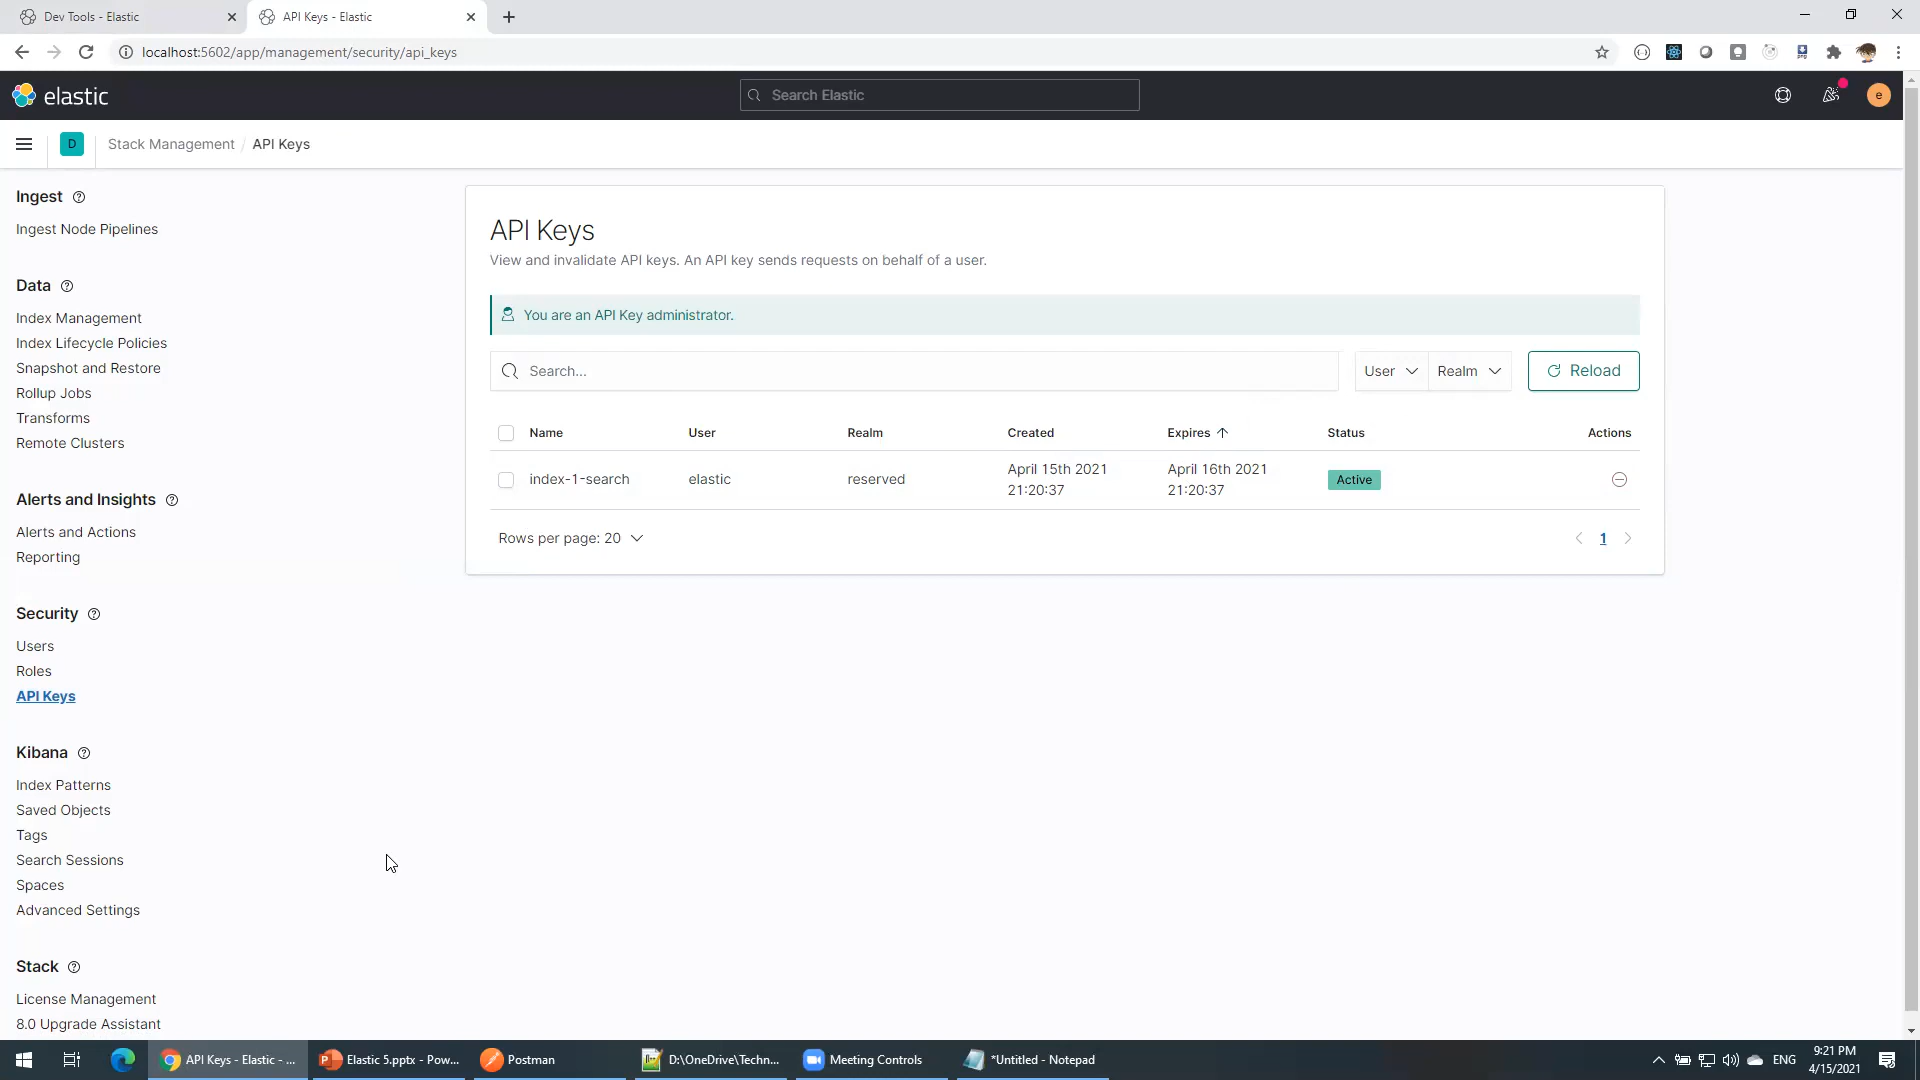 Dev Tools - Elastic
API Keys - Elastic
localhost:5602/app/management/security/api_keys
elastic
Search Elastic
e
D
Stack Management / API Keys
Ingest
Ingest Node Pipelines
Data
Index Management
Index Lifecycle Policies
Snapshot and Restore
Rollup Jobs
Transforms
Remote Clusters
Alerts and Insights
Alerts and Actions
Reporting
Security
Users
Roles
API Keys
Kibana
Index Patterns
Saved Objects
Tags
Search Sessions
Spaces
Advanced Settings
Stack
License Management
8.0 Upgrade Assistant
API Keys
View and invalidate API keys. An API key sends requests on behalf of a user.
You are an API Key administrator.
Search...
User
Realm
Reload
Name User Realm Created Expires Status Actions
index-1-search elastic reserved April 15th 2021 21:20:37 April 16th 2021 21:20:37 Active
Rows per page: 20
1
API Keys - Elastic - ...
Elastic 5.pptx - Pow...
Postman
D:\OneDrive\Techn...
Meeting Controls
*Untitled - Notepad
ENG
9:21 PM
4/15/2021